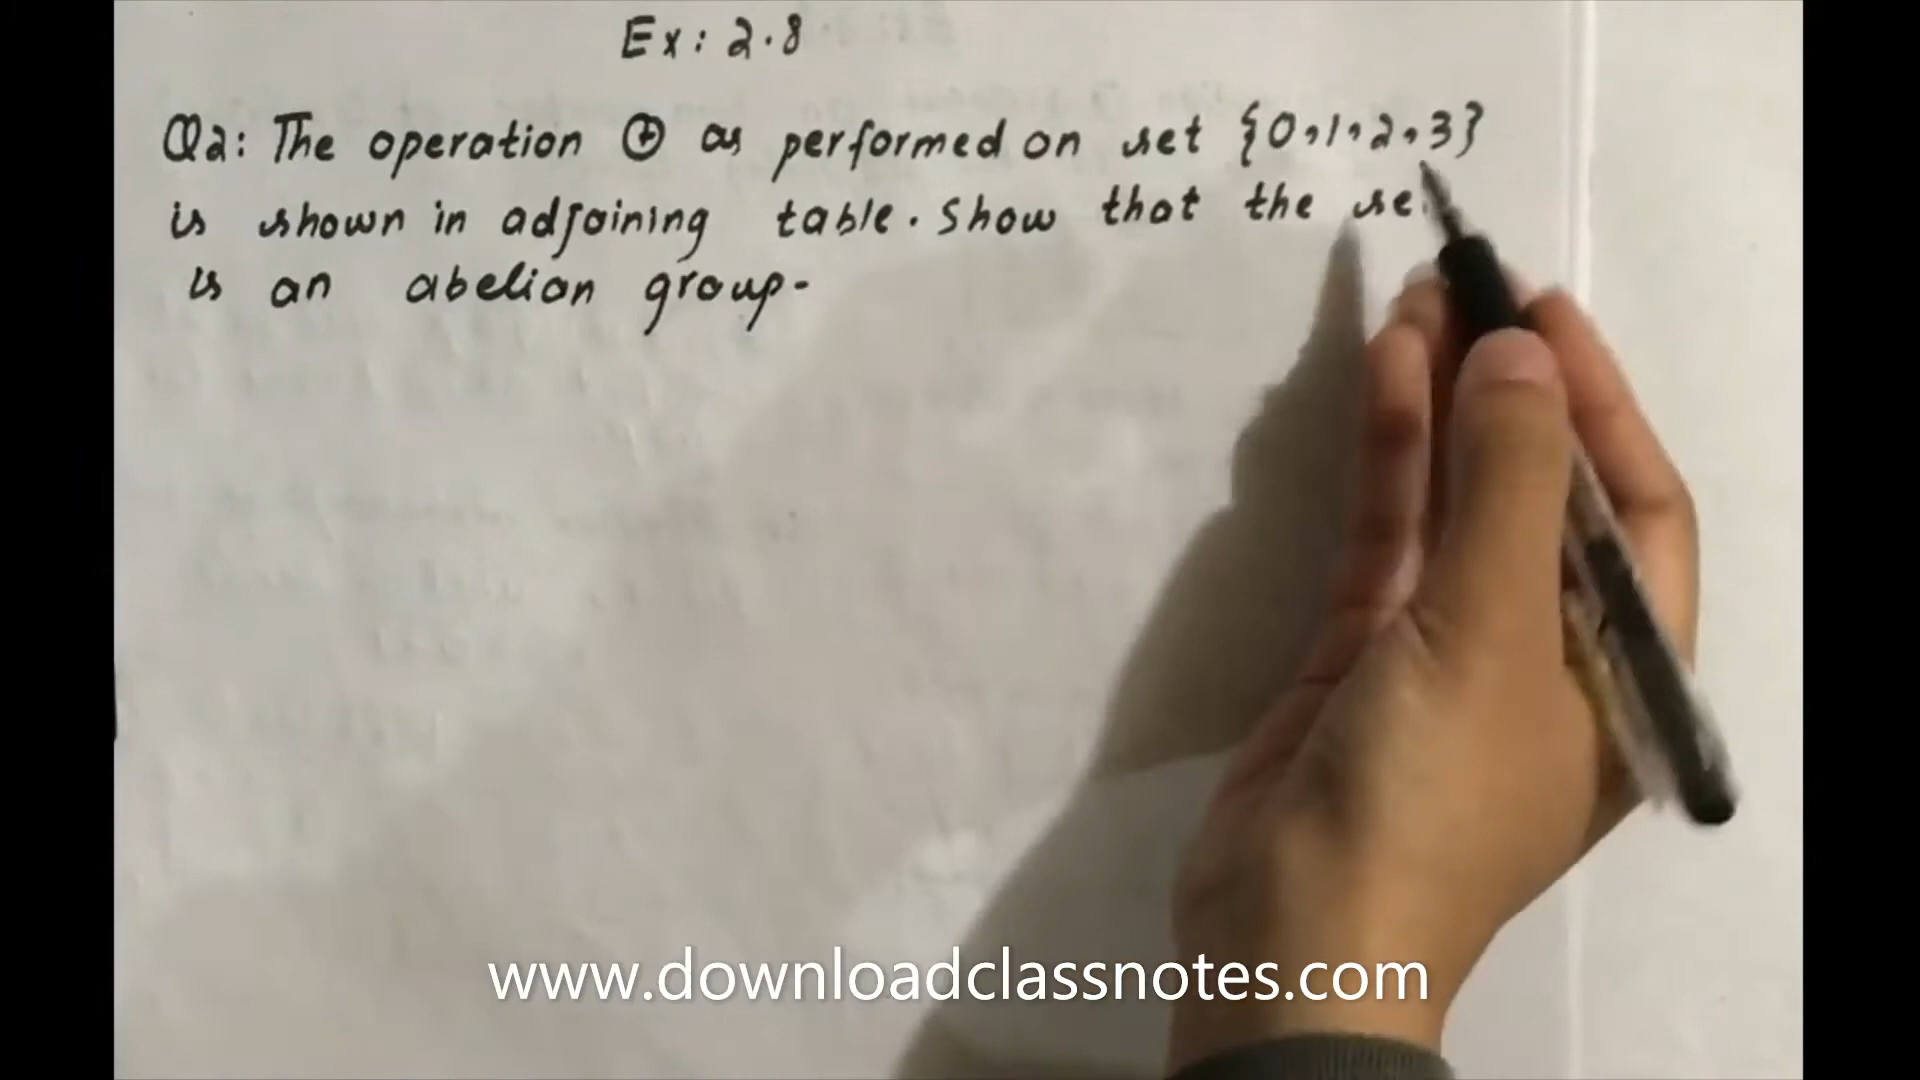 Ex: 2.8
Q2: The operation ⊕ as performed on set {0,1,2,3}
is shown in adjoining table. Show that the se
is an abelian group.
www.downloadclassnotes.com